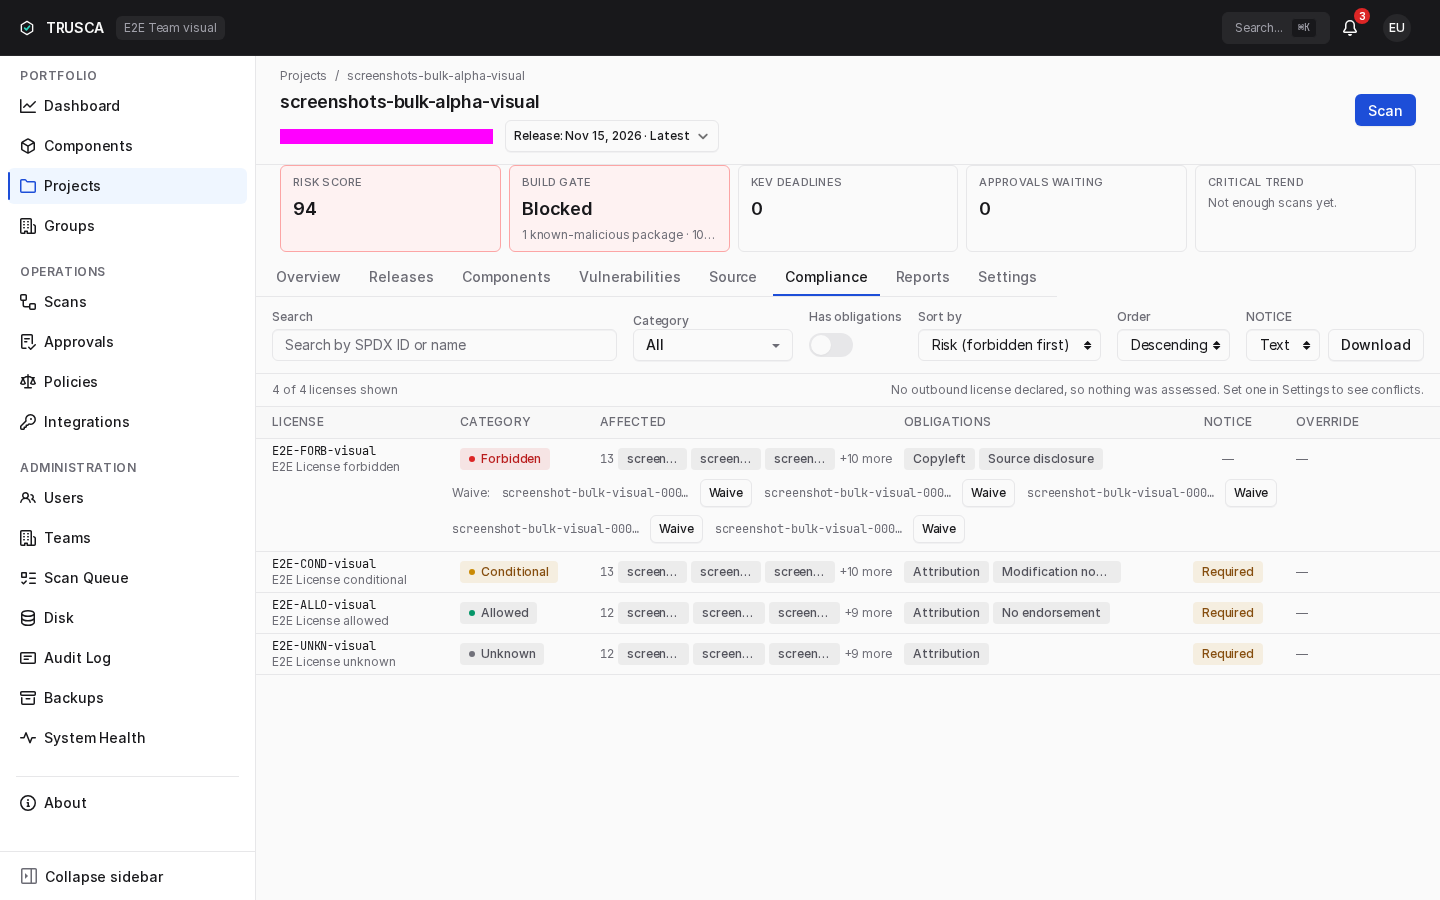 TRUSCA
E2E Team visual
Search... ⌘K
3
EU
PORTFOLIO
Dashboard
Components
Projects
Groups
OPERATIONS
Scans
Approvals
Policies
Integrations
ADMINISTRATION
Users
Teams
Scan Queue
Disk
Audit Log
Backups
System Health
About
Collapse sidebar
Projects / screenshots-bulk-alpha-visual
screenshots-bulk-alpha-visual
Release: Nov 15, 2026 · Latest
Scan
RISK SCORE
94
BUILD GATE
Blocked
1 known-malicious package · 10…
KEV DEADLINES
0
APPROVALS WAITING
0
CRITICAL TREND
Not enough scans yet.
Overview Releases Components Vulnerabilities Source Compliance Reports Settings
Search
Search by SPDX ID or name
Category
All
Has obligations
Sort by
Risk (forbidden first)
Order
Descending
NOTICE
Text
Download
4 of 4 licenses shown
No outbound license declared, so nothing was assessed. Set one in Settings to see conflicts.
LICENSE CATEGORY AFFECTED OBLIGATIONS NOTICE OVERRIDE
E2E-FORB-visual
E2E License forbidden
Forbidden
13 screen… screen… screen… +10 more
Copyleft Source disclosure
—
—
Waive: screenshot-bulk-visual-000… Waive screenshot-bulk-visual-000… Waive screenshot-bulk-visual-000… Waive
screenshot-bulk-visual-000… Waive screenshot-bulk-visual-000… Waive
E2E-COND-visual
E2E License conditional
Conditional
13 screen… screen… screen… +10 more
Attribution Modification no…
Required
—
E2E-ALLO-visual
E2E License allowed
Allowed
12 screen… screen… screen… +9 more
Attribution No endorsement
Required
—
E2E-UNKN-visual
E2E License unknown
Unknown
12 screen… screen… screen… +9 more
Attribution
Required
—